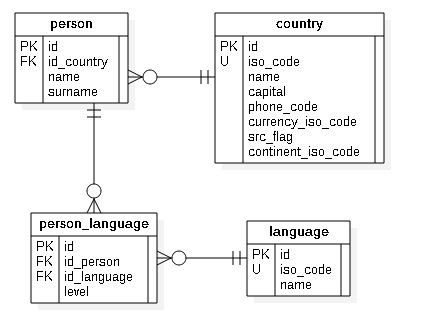 person
PK id
FK id_country
name
surname
country
PK id
U iso_code
name
capital
phone_code
currency_iso_code
src_flag
continent_iso_code
person_language
PK id
FK id_person
FK id_language
level
language
PK id
U iso_code
name